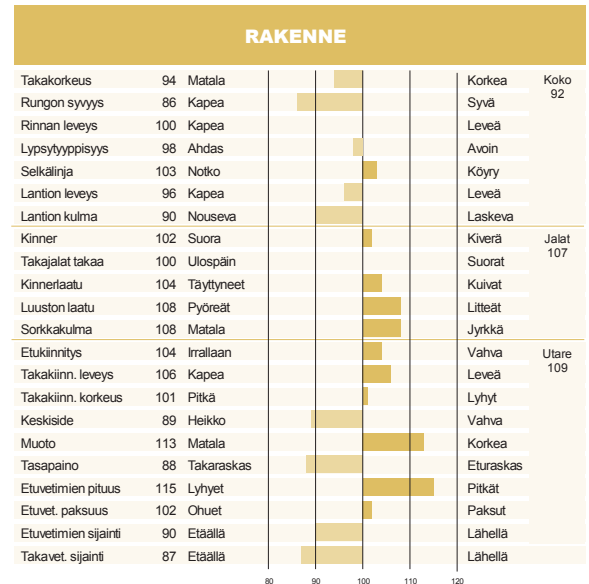 RAKENNE
Takakorkeus 94 Matala Korkea Koko
92
Rungon syvyys 86 Kapea Syvä
Rinnan leveys 100 Kapea Leveä
Lypsytyyppisyys 98 Ahdas Avoin
Selkälinja 103 Notko Köyry
Lantion leveys 96 Kapea Leveä
Lantion kulma 90 Nouseva Laskeva
Kinner 102 Suora Kiverä Jalat
107
Takajalat takaa 100 Ulospäin Suorat
Kinnerlaatu 104 Täyttyneet Kuivat
Luuston laatu 108 Pyöreät Litteät
Sorkkakulma 108 Matala Jyrkkä
Etukiinnitys 104 Irrallaan Vahva Utare
109
Takakiinn. leveys 106 Kapea Leveä
Takakiinn. korkeus 101 Pitkä Lyhyt
Keskiside 89 Heikko Vahva
Muoto 113 Matala Korkea
Tasapaino 88 Takaraskas Eturaskas
Etuvetimien pituus 115 Lyhyet Pitkät
Etuvet. paksuus 102 Ohuet Paksut
Etuvetimien sijainti 90 Etäällä Lähellä
Takavet. sijainti 87 Etäällä Lähellä
80 90 100 110 120